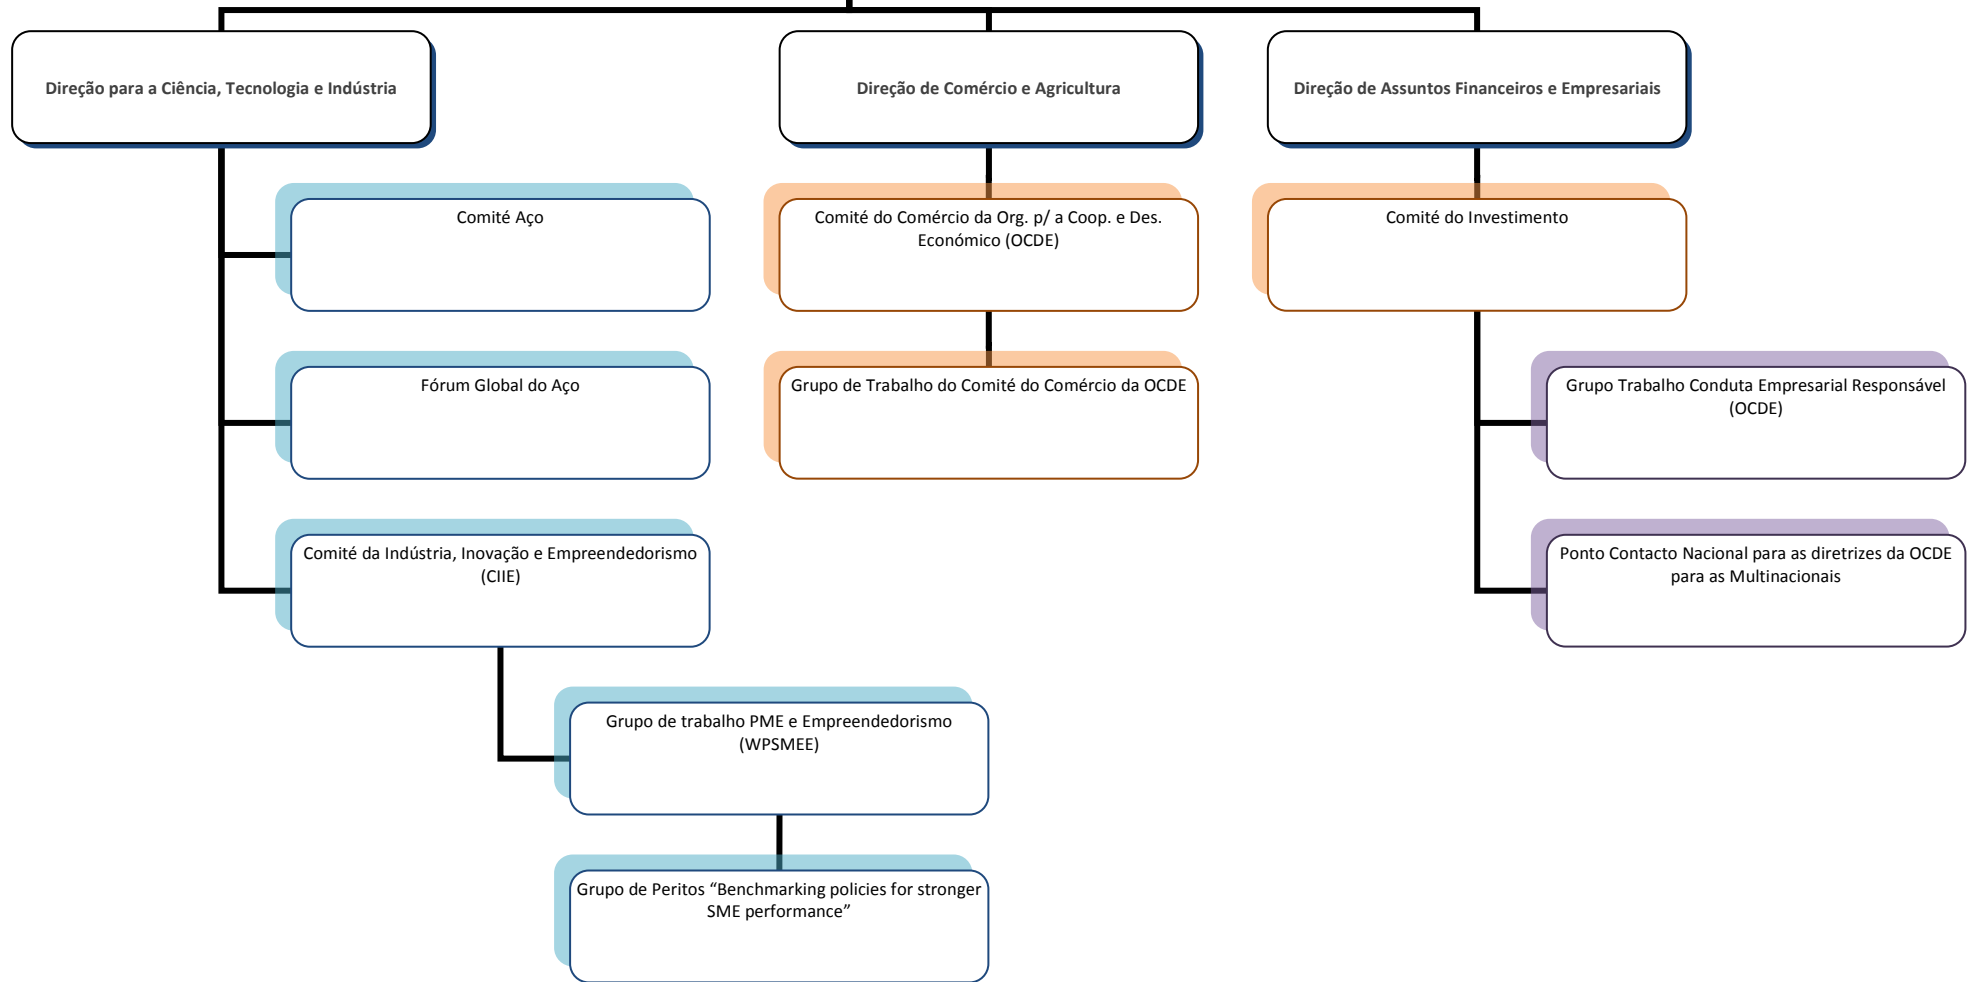 Direção para a Ciência, Tecnologia e Indústria
Direção de Comércio e Agricultura
Direção de Assuntos Financeiros e Empresariais
Comité Aço
Comité do Comércio da Org. p/ a Coop. e Des.
Económico (OCDE)
Comité do Investimento
Fórum Global do Aço
Grupo de Trabalho do Comité do Comércio da OCDE
Grupo Trabalho Conduta Empresarial Responsável
(OCDE)
Comité da Indústria, Inovação e Empreendedorismo
(CIIE)
Ponto Contacto Nacional para as diretrizes da OCDE
para as Multinacionais
Grupo de trabalho PME e Empreendedorismo
(WPSMEE)
Grupo de Peritos “Benchmarking policies for stronger
SME performance”